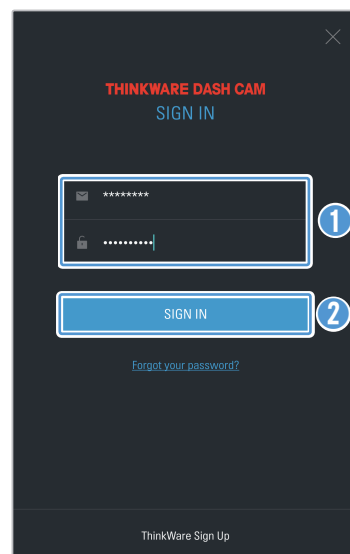 THINKWARE DASH CAM
SIGN IN
********
••••••••••
1
SIGN IN
2
Forgot your password?
ThinkWare Sign Up